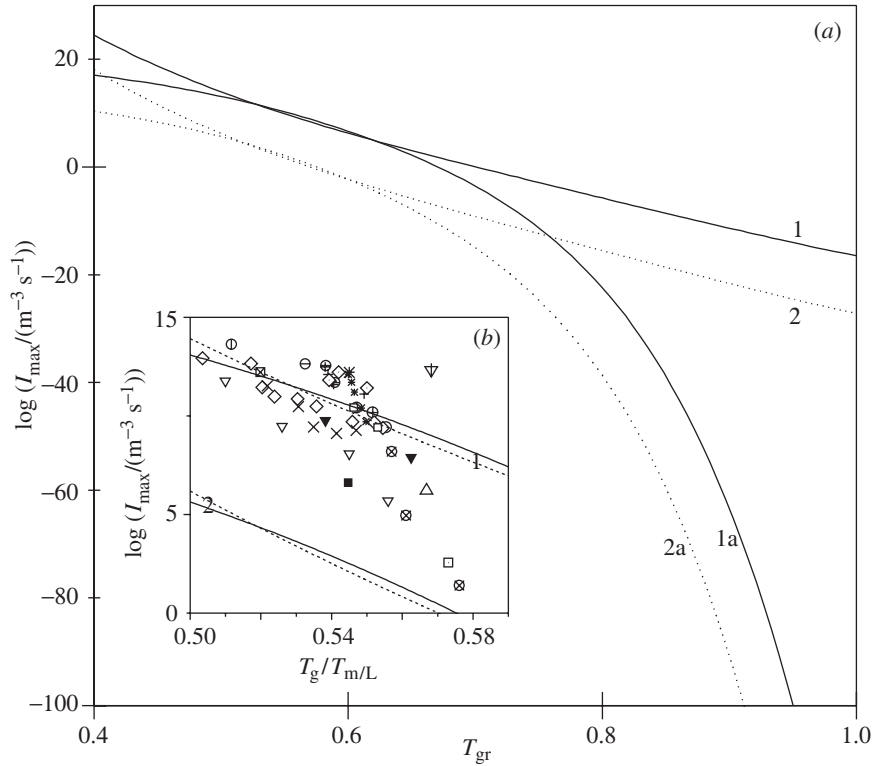 (a)
20
0
−20
−40
−60
−80
−100
log (I_max/(m⁻³ s⁻¹))
1
2
1a
2a
0.4
0.6
0.8
1.0
T_gr
(b)
15
5
0
log (I_max/(m⁻³ s⁻¹))
1
2
0.50
0.54
0.58
T_g/T_m/L